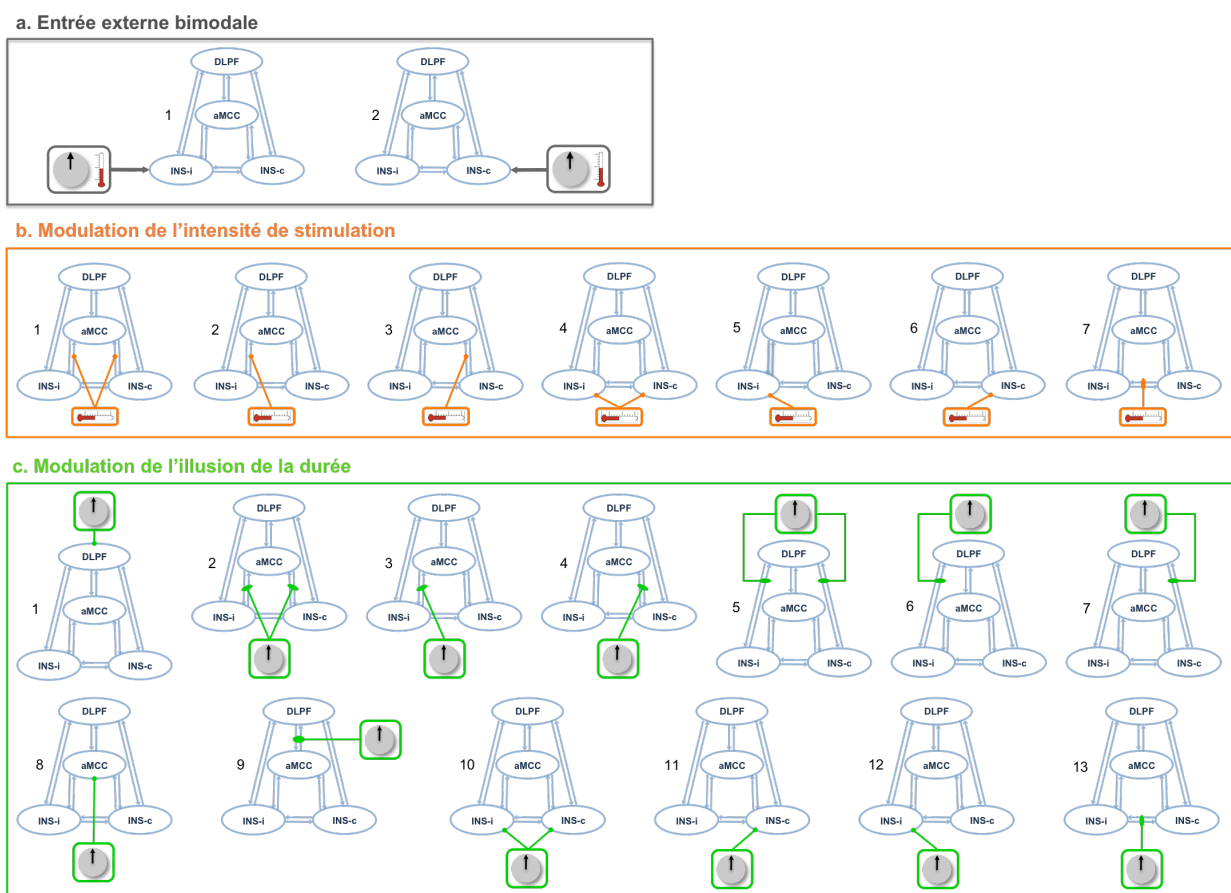 a. Entrée externe bimodale
DLPF DLPF
1 aMCC 2 aMCC
INS-i INS-c INS-i INS-c
b. Modulation de l'intensité de stimulation
DLPF DLPF DLPF DLPF DLPF DLPF DLPF
1 aMCC 2 aMCC 3 aMCC 4 aMCC 5 aMCC 6 aMCC 7 aMCC
INS-i INS-c INS-i INS-c INS-i INS-c INS-i INS-c INS-i INS-c INS-i INS-c INS-i INS-c
c. Modulation de l'illusion de la durée
DLPF DLPF DLPF DLPF DLPF DLPF DLPF
1 aMCC 2 aMCC 3 aMCC 4 aMCC 5 aMCC 6 aMCC 7 aMCC
INS-i INS-c INS-i INS-c INS-i INS-c INS-i INS-c INS-i INS-c INS-i INS-c INS-i INS-c
DLPF DLPF DLPF DLPF DLPF DLPF
8 aMCC 9 aMCC 10 aMCC 11 aMCC 12 aMCC 13 aMCC
INS-i INS-c INS-i INS-c INS-i INS-c INS-i INS-c INS-i INS-c INS-i INS-c